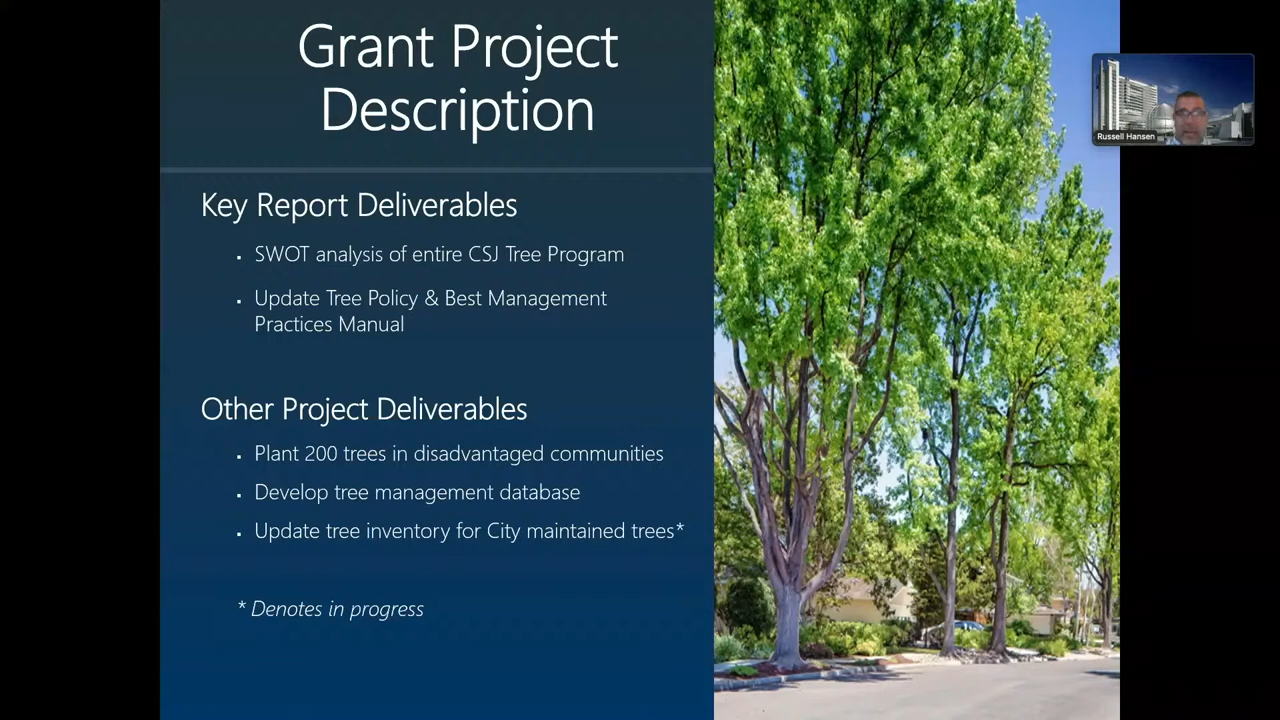 Grant Project
Description
Key Report Deliverables
▪ SWOT analysis of entire CSJ Tree Program
▪ Update Tree Policy & Best Management
Practices Manual
Other Project Deliverables
▪ Plant 200 trees in disadvantaged communities
▪ Develop tree management database
▪ Update tree inventory for City maintained trees*
* Denotes in progress
Russell Hansen